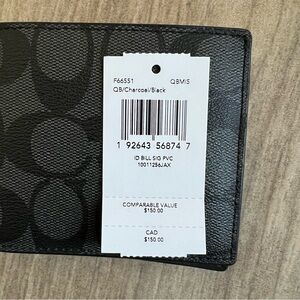 F66551 QBMI5
QB/Charcoal/Black
1 92643 56874 7
ID BILL SIG PVC
10011256JAX
COMPARABLE VALUE
$150.00
CAD
$150.00